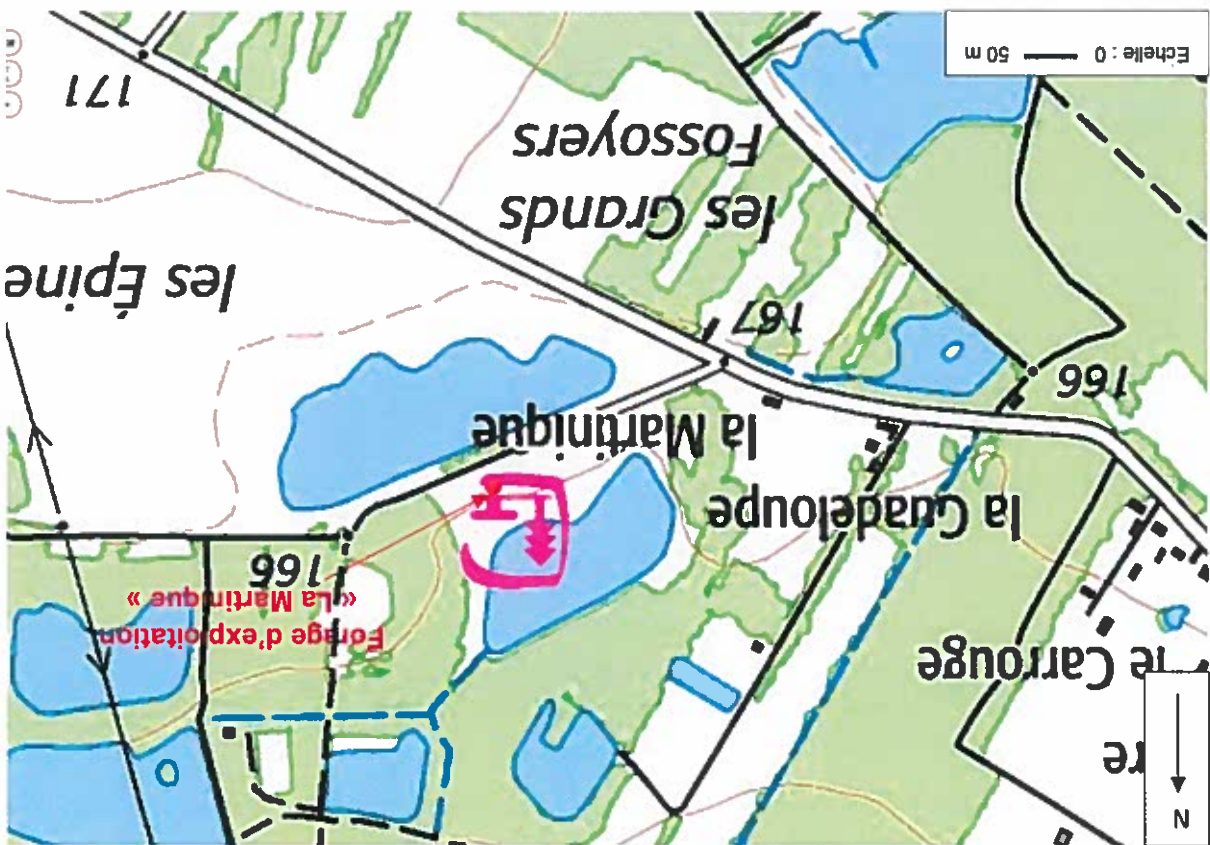 N
re
le Carrouge
Forage d'exploitation
« La Martinique »
166
la Guadeloupe
la Martinique
166
167
les Épine
les Grands
Fossoyers
171
Echelle : 0 50 m